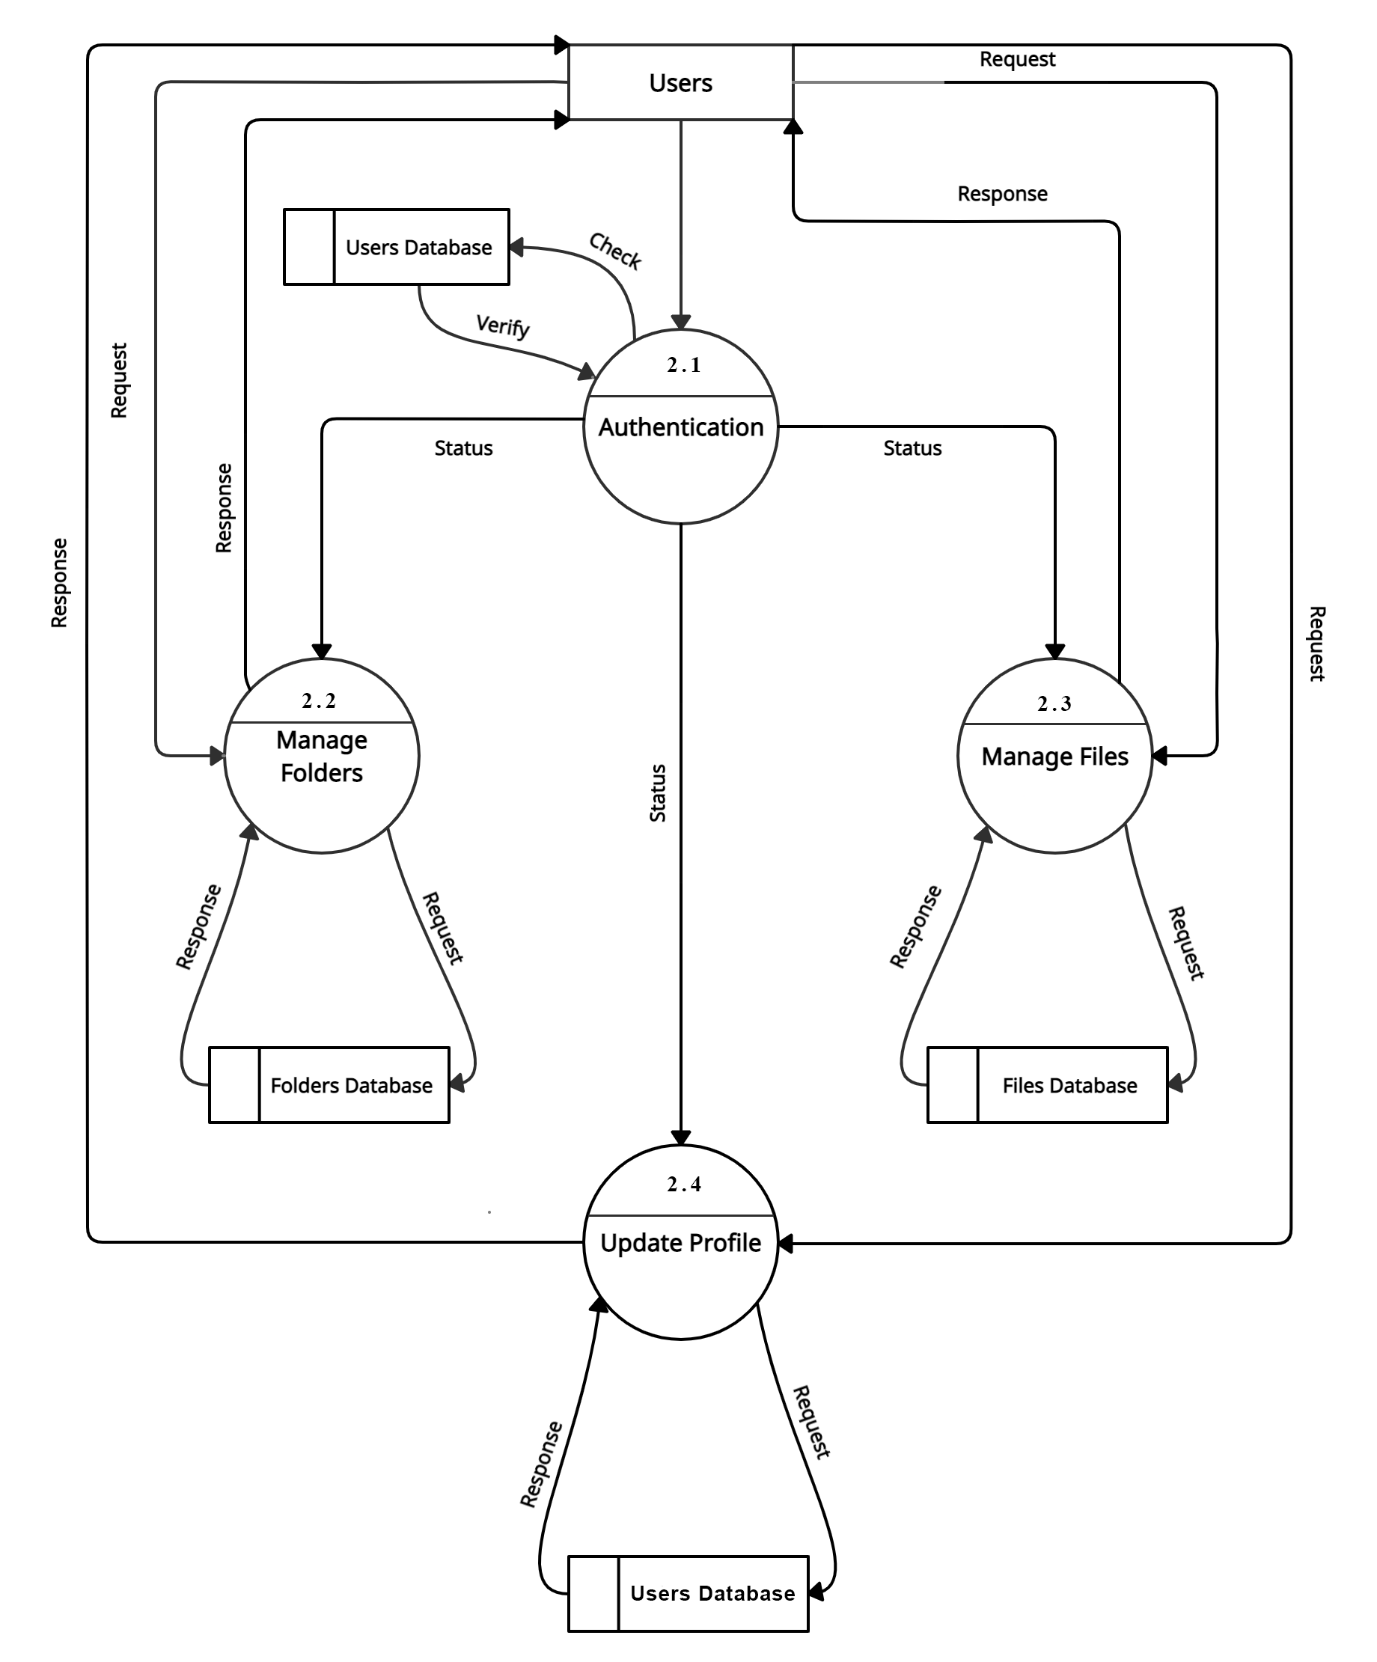 Request
Users
Response
Users Database
Check
Verify
2.1
Authentication
Request
Status
Status
Response
Response
Request
2.2
Manage
Folders
2.3
Manage Files
Status
Response
Request
Response
Request
Folders Database
Files Database
2.4
Update Profile
Response
Request
Users Database